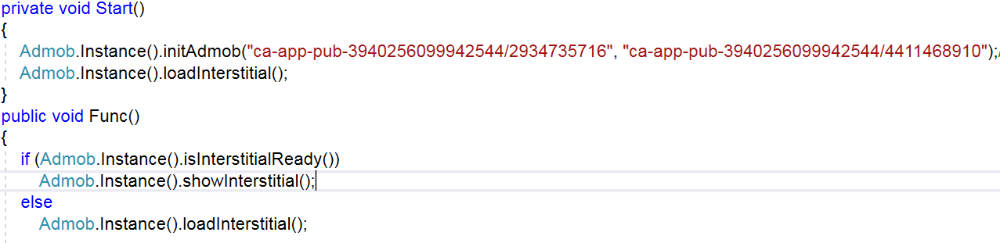 private void Start()
{
Admob.Instance().initAdmob("ca-app-pub-3940256099942544/2934735716", "ca-app-pub-3940256099942544/4411468910");/
Admob.Instance().loadInterstitial();
}
public void Func()
{
if (Admob.Instance().isInterstitialReady())
Admob.Instance().showInterstitial();
else
Admob.Instance().loadInterstitial();